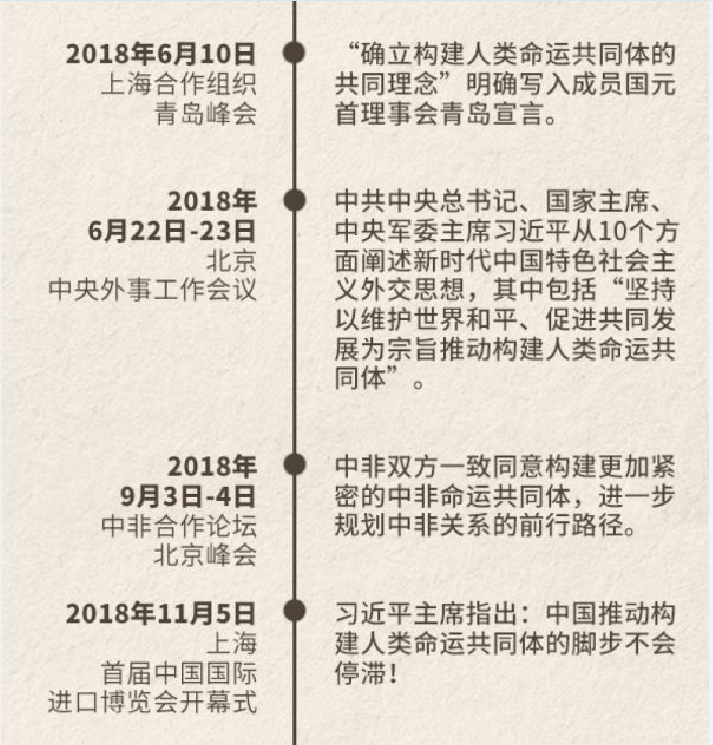 2018年6月10日
上海合作组织
青岛峰会
“确立构建人类命运共同体的
共同理念”明确写入成员国元
首理事会青岛宣言。
2018年
6月22日-23日
北京
中央外事工作会议
中共中央总书记、国家主席、
中央军委主席习近平从10个方
面阐述新时代中国特色社会主
义外交思想，其中包括“坚持
以维护世界和平、促进共同发
展为宗旨推动构建人类命运共
同体”。
2018年
9月3日-4日
中非合作论坛
北京峰会
中非双方一致同意构建更加紧
密的中非命运共同体，进一步
规划中非关系的前行路径。
2018年11月5日
上海
首届中国国际
进口博览会开幕式
习近平主席指出：中国推动构
建人类命运共同体的脚步不会
停滞！